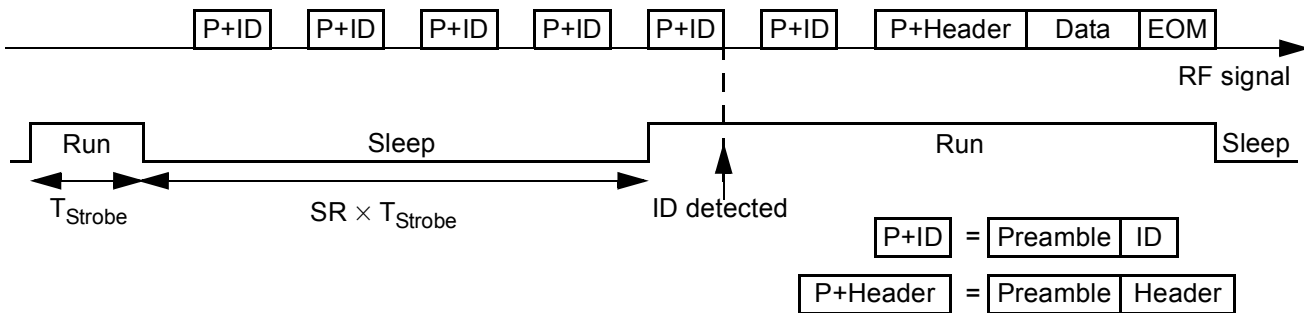 P+ID P+ID P+ID P+ID P+ID P+ID P+Header Data EOM
RF signal
Run Sleep Run Sleep
TStrobe SR × TStrobe ID detected
P+ID = Preamble ID
P+Header = Preamble Header